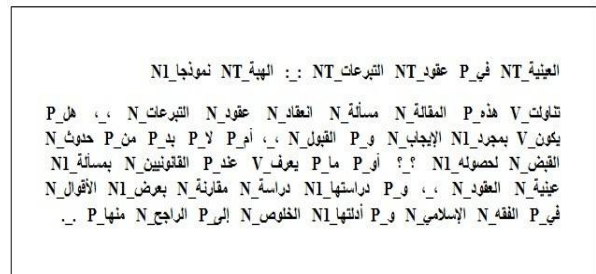 العينية_NT في_P عقود_NT التبرعات_NT :_: الهبة_NT نموذجا_N1
تناولت_V هذه_P المقالة_N مسألة_N انعقاد_N عقود_N التبرعات_N ،_، هل_P
يكون_V بمجرد_N1 الإيجاب_N و_P القبول_N ،_، أم_P لا_P بد_P من_P حدوث_N
القبض_N لحصوله_N1 ؟_؟ أو_P ما_P يعرف_V عند_P القانونيين_N بمسألة_N1
عينية_N العقود_N ،_، و_P دراستها_N1 دراسة_N مقارنة_N بعرض_N1 الأقوال_N
في_P الفقه_N الإسلامي_N و_P أدلتها_N1 الخلوص_N إلى_P الراجح_N منها_P ._.